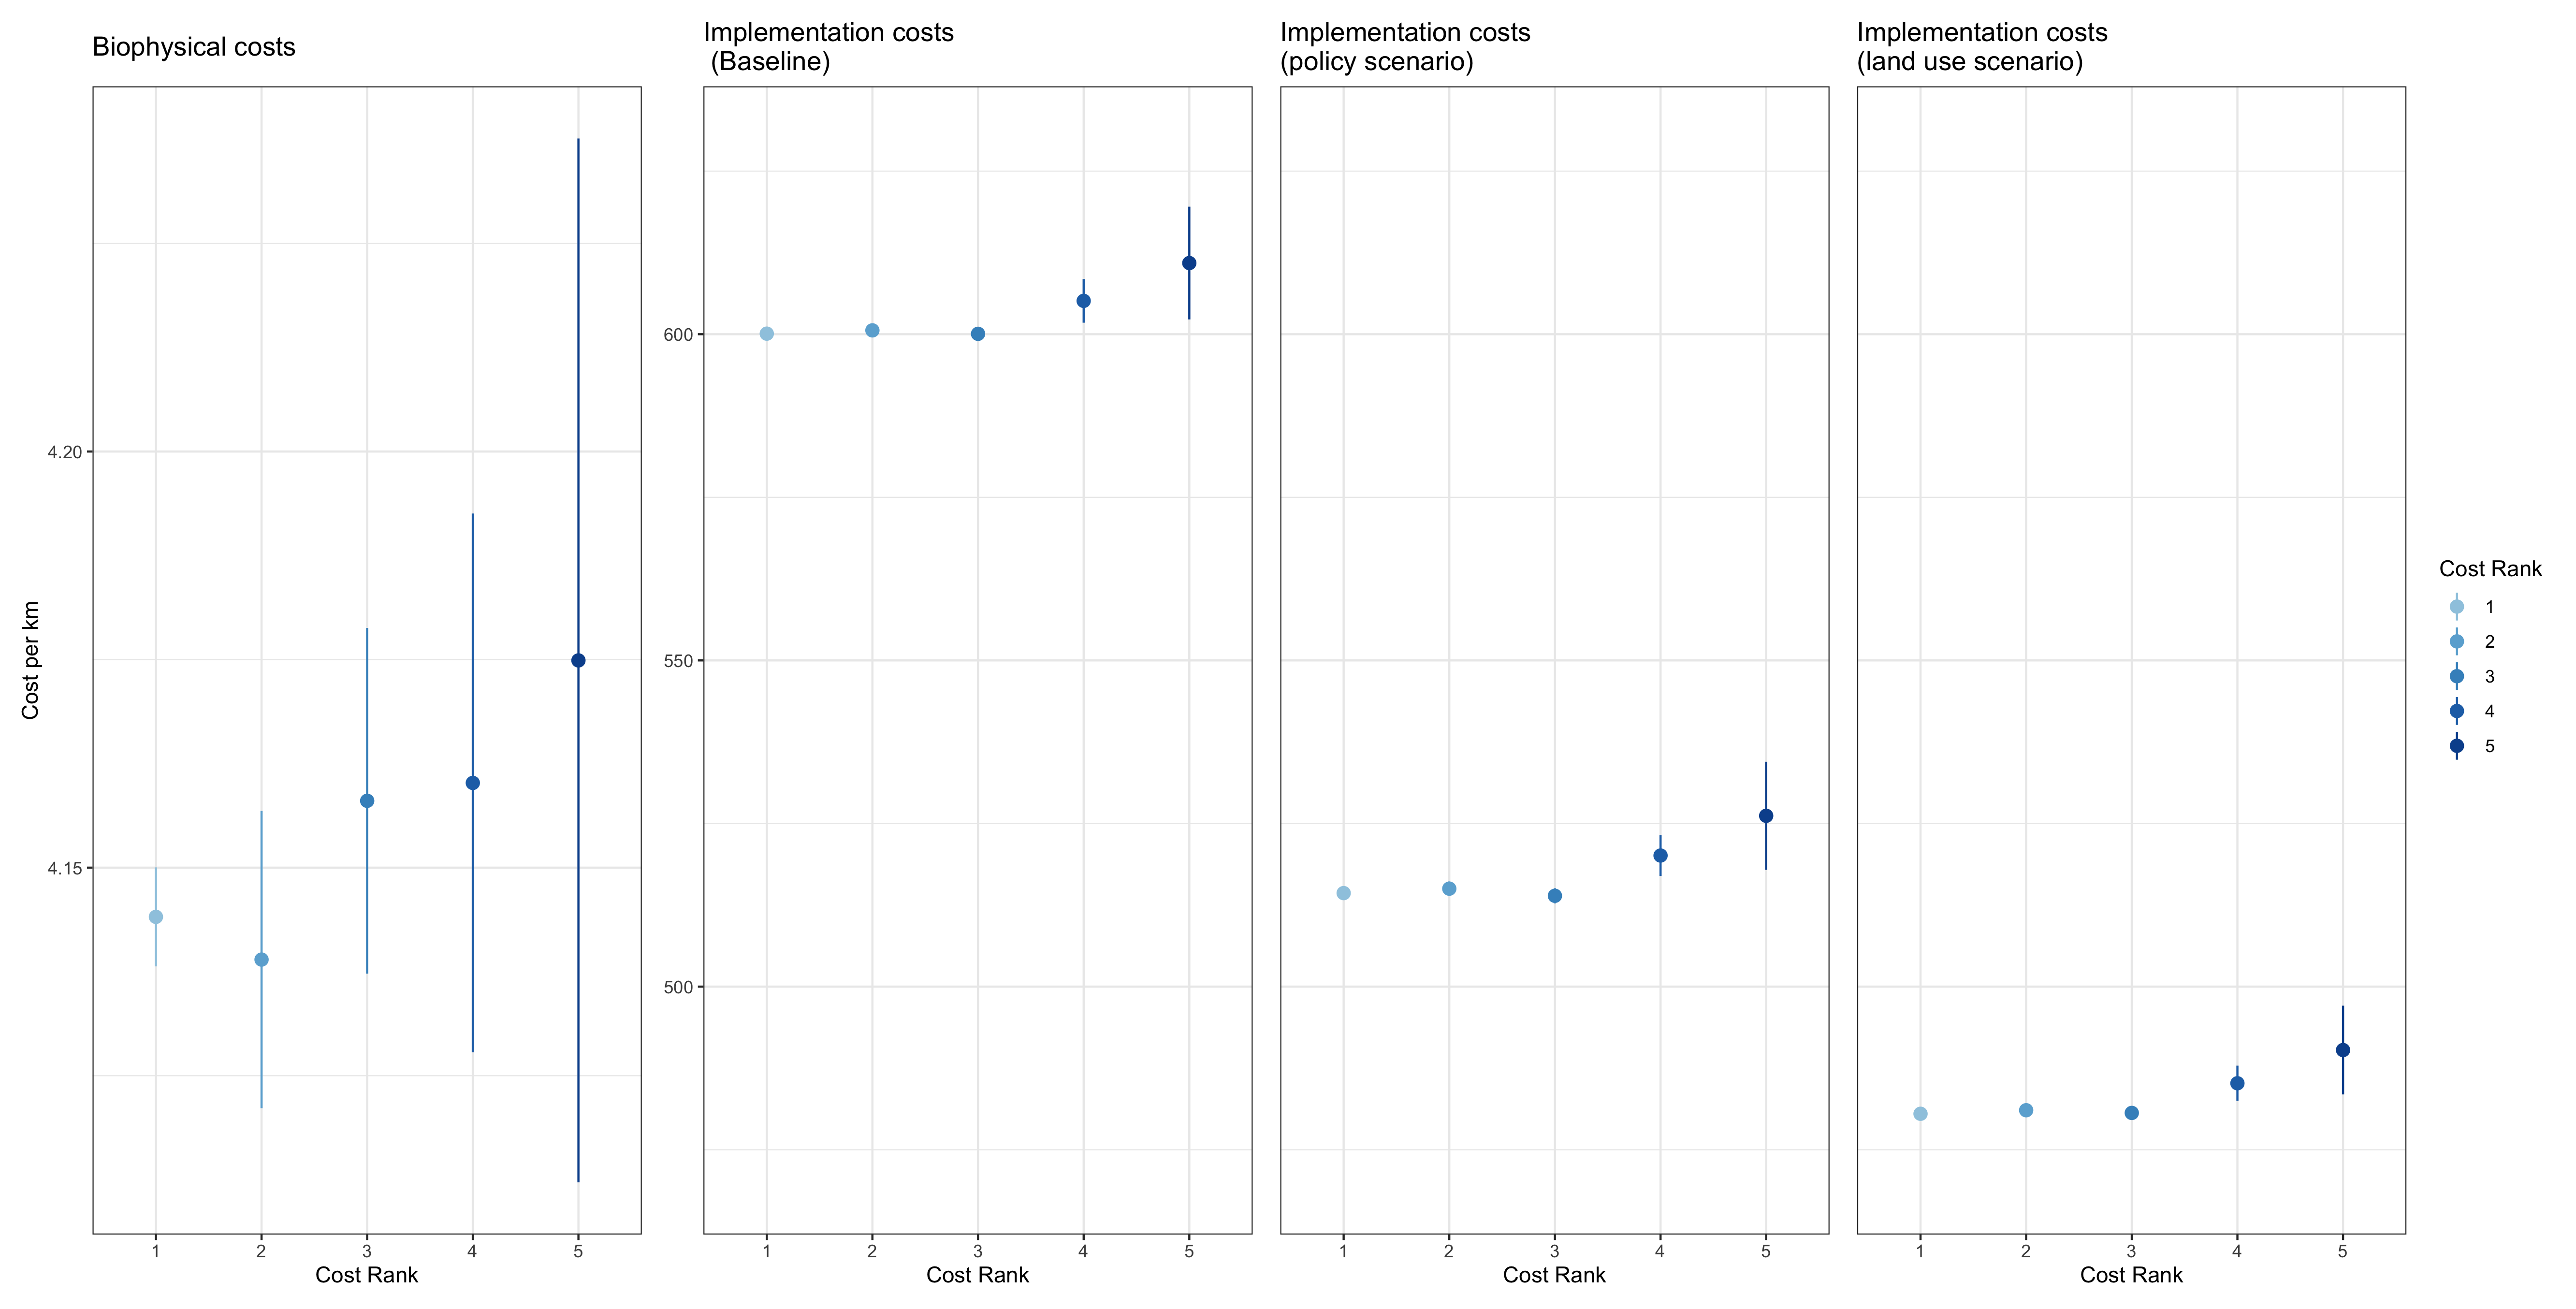 Biophysical costs
Implementation costs
(Baseline)
Implementation costs
(policy scenario)
Implementation costs
(land use scenario)
Cost per km
4.20
4.15
1 2 3 4 5
Cost Rank
600
550
500
1 2 3 4 5
Cost Rank
1 2 3 4 5
Cost Rank
1 2 3 4 5
Cost Rank
Cost Rank
1
2
3
4
5